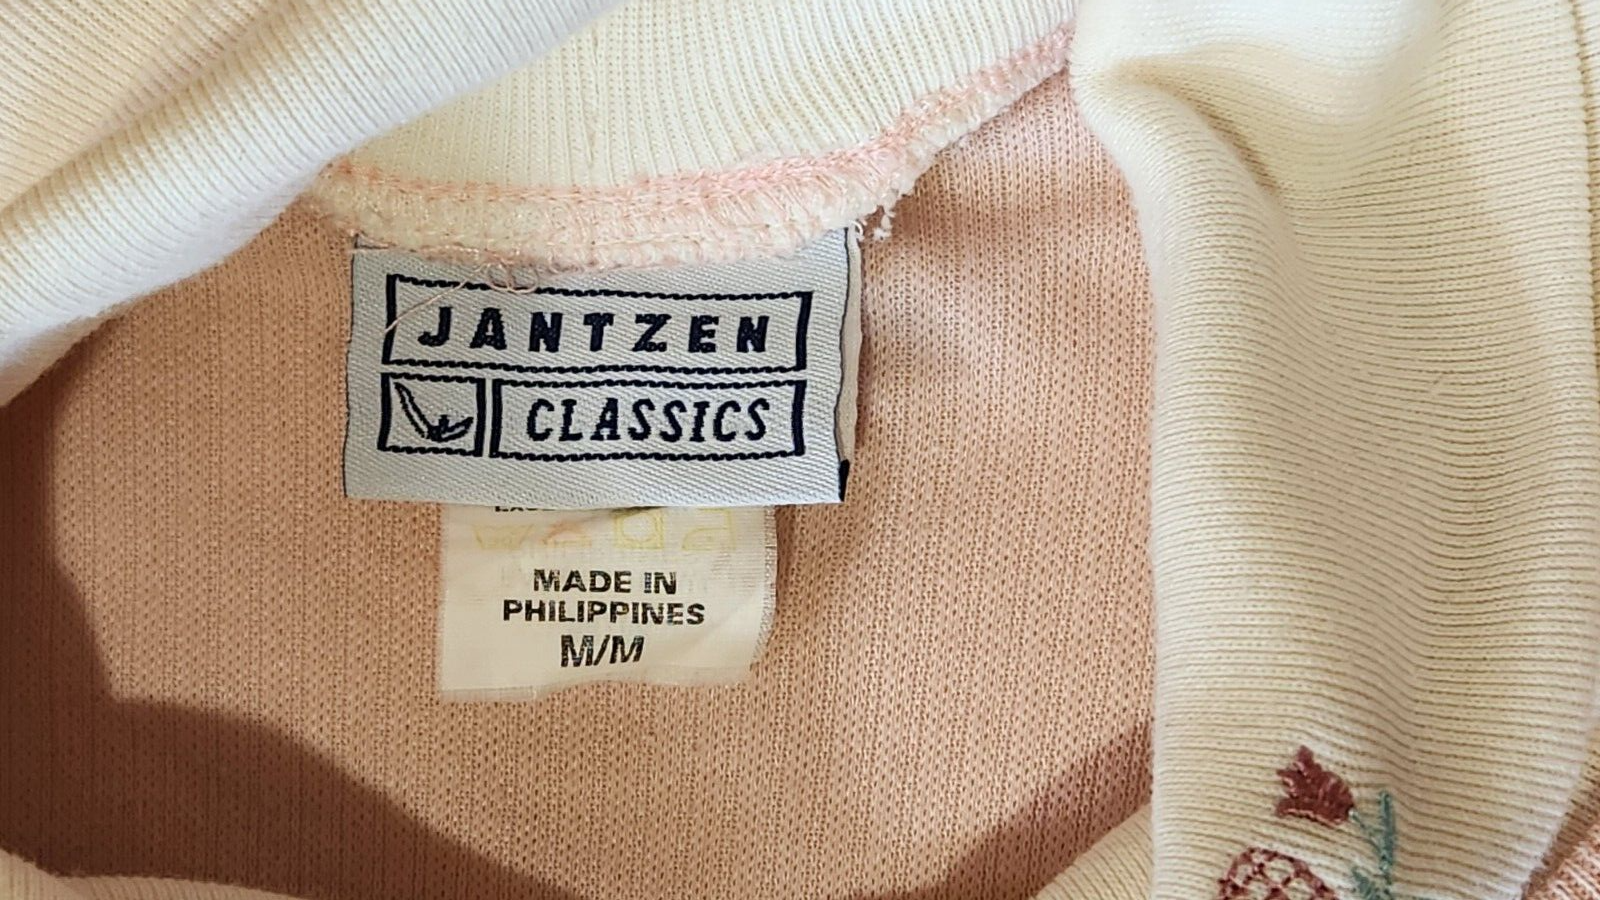 JANTZEN
CLASSICS
MADE IN
PHILIPPINES
M/M